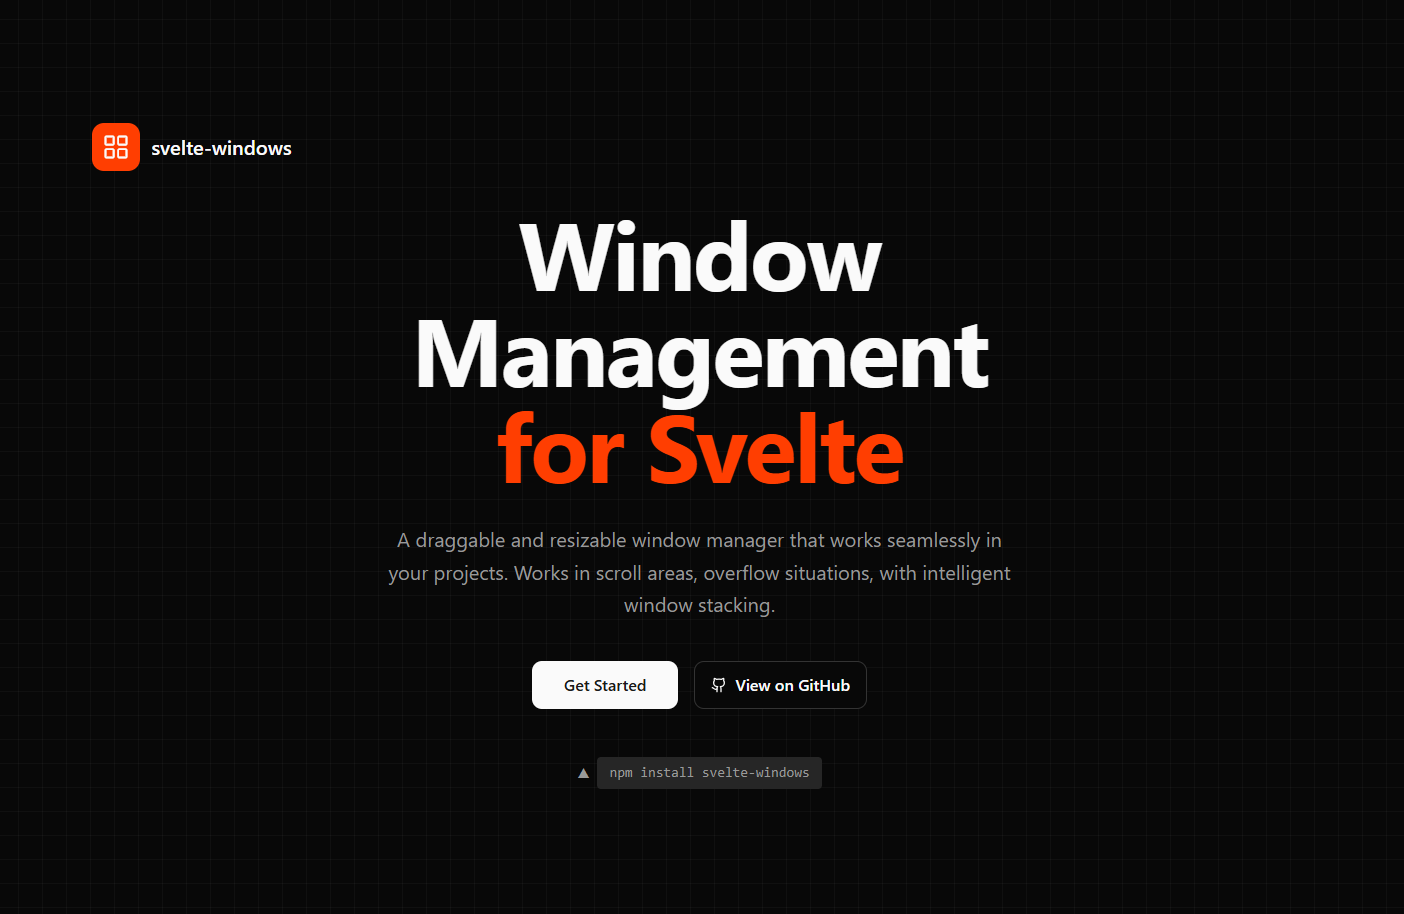 svelte-windows
Window
Management
for Svelte
A draggable and resizable window manager that works seamlessly in
your projects. Works in scroll areas, overflow situations, with intelligent
window stacking.
Get Started
View on GitHub
▲ npm install svelte-windows